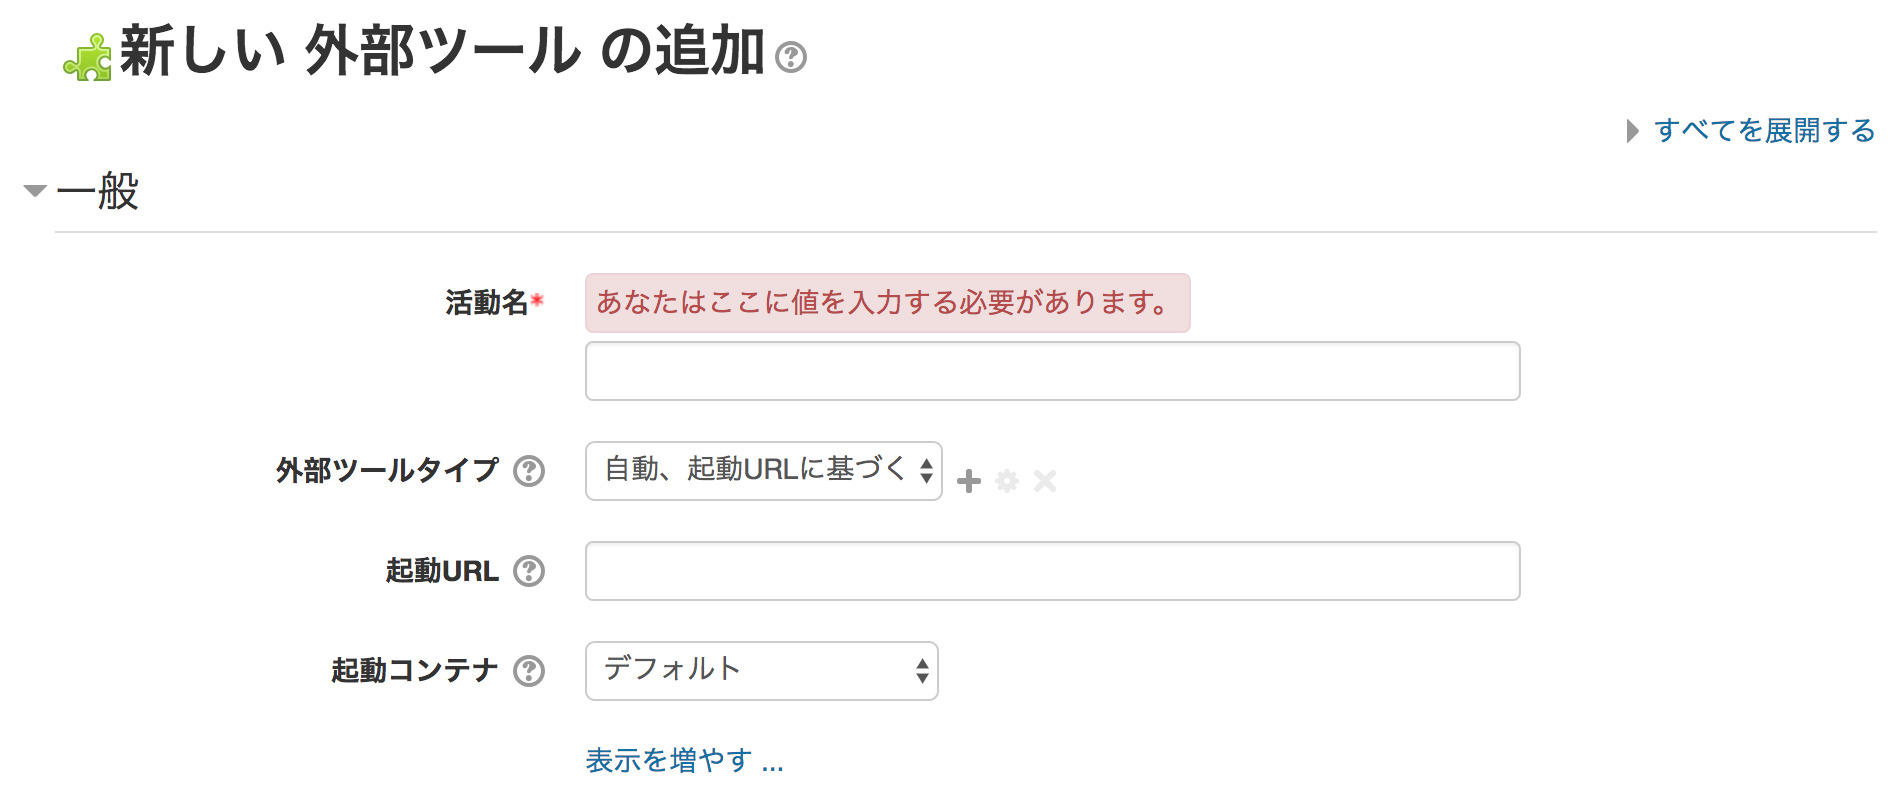 新しい 外部ツール の追加
すべてを展開する
一般
活動名*
あなたはここに値を入力する必要があります。
外部ツールタイプ
自動、起動URLに基づく
起動URL
起動コンテナ
デフォルト
表示を増やす ...